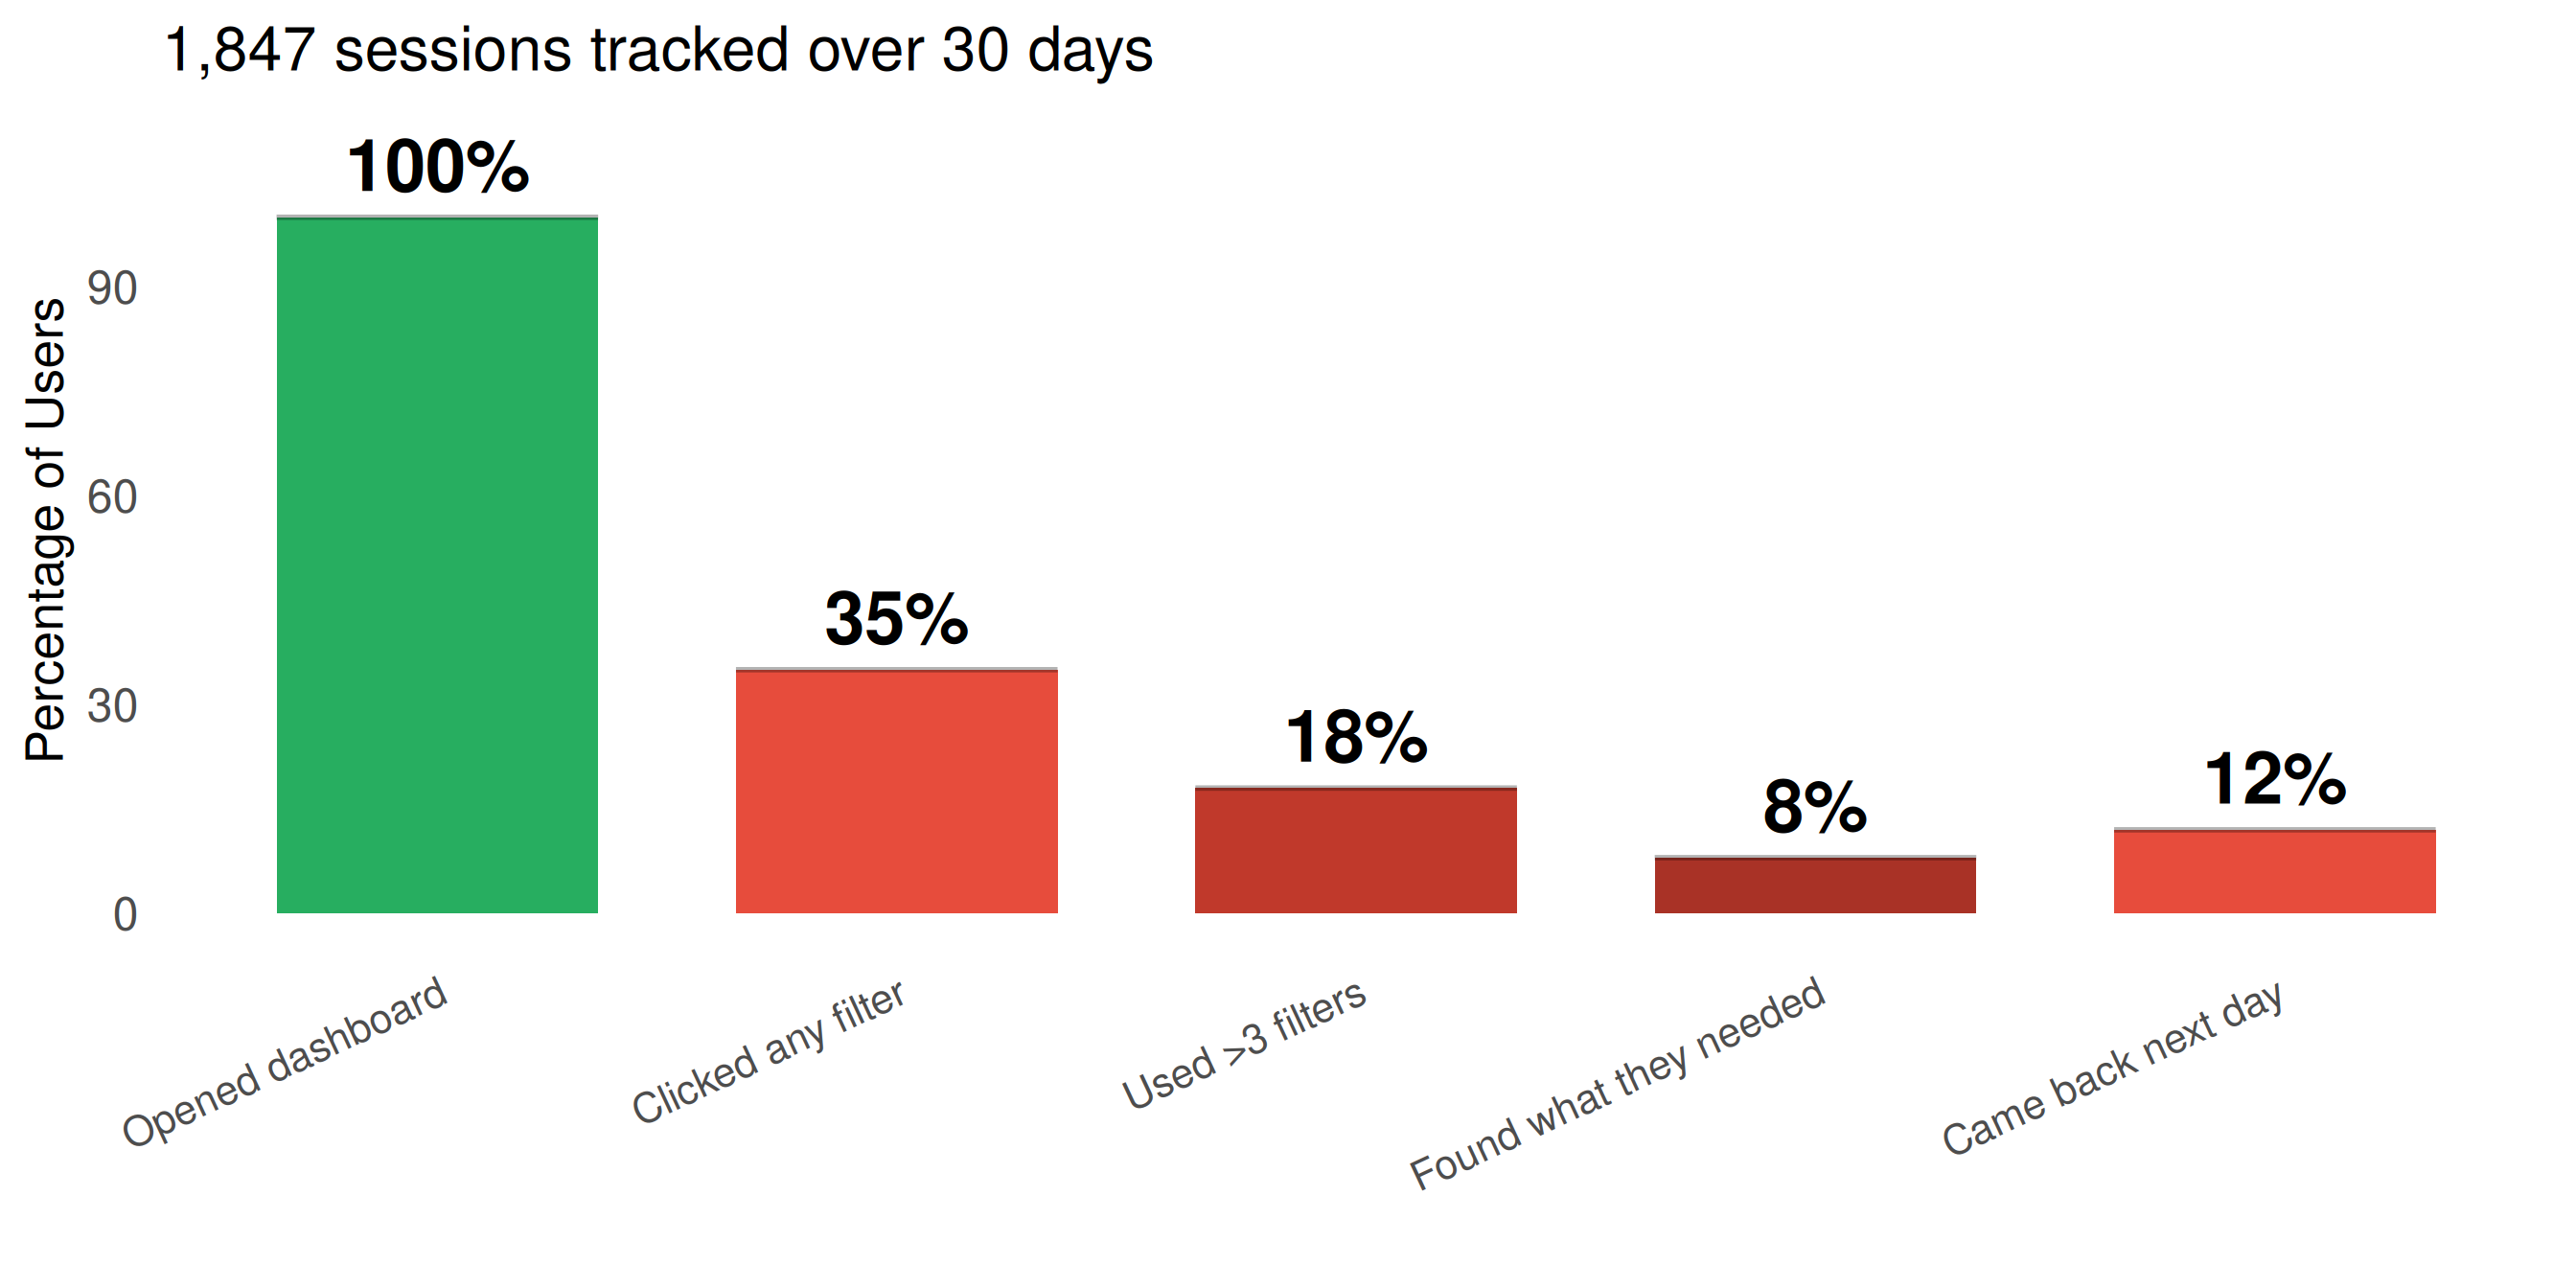 1,847 sessions tracked over 30 days
Percentage of Users
90
60
30
0
100%
35%
18%
8%
12%
Opened dashboard
Clicked any filter
Used >3 filters
Found what they needed
Came back next day